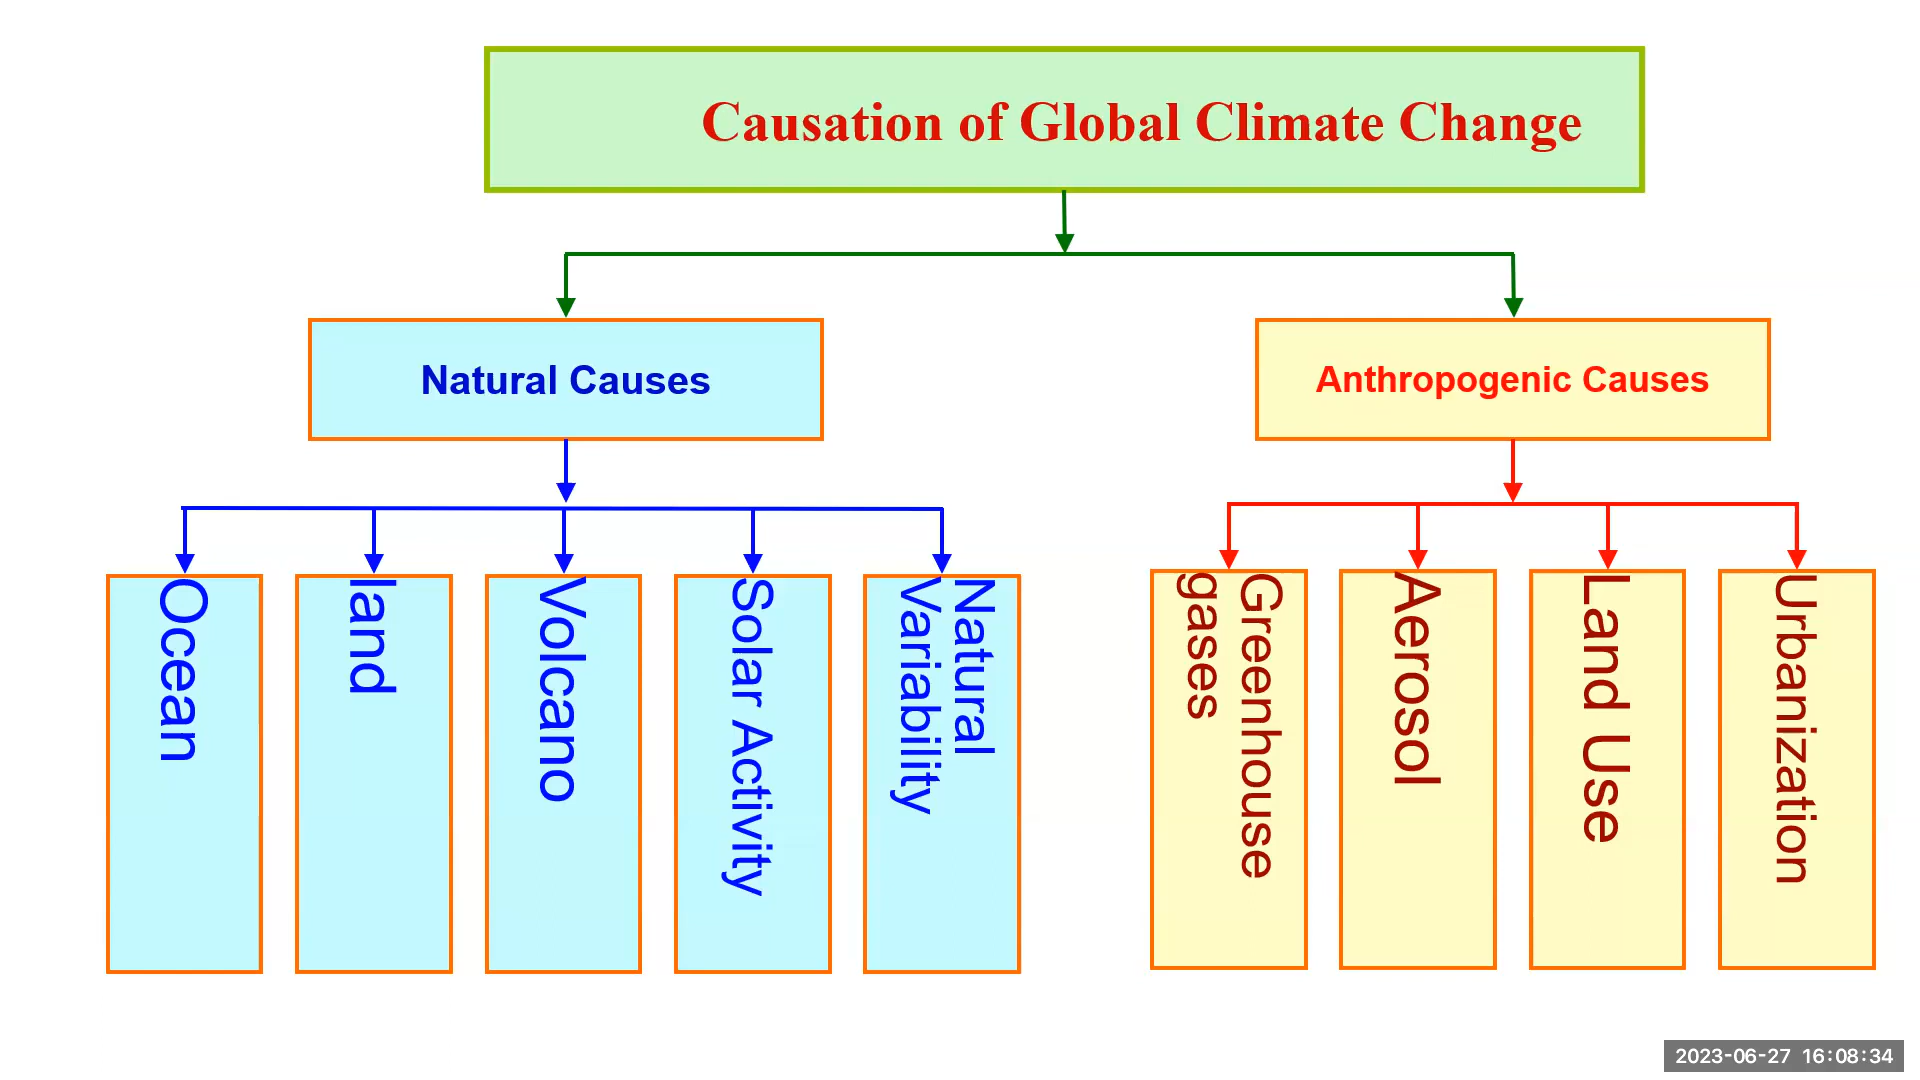 Causation of Global Climate Change
Natural Causes
Anthropogenic Causes
Ocean
land
Volcano
Solar Activity
Natural
Variability
Greenhouse
gases
Aerosol
Land Use
Urbanization
2023-06-27 16:08:34